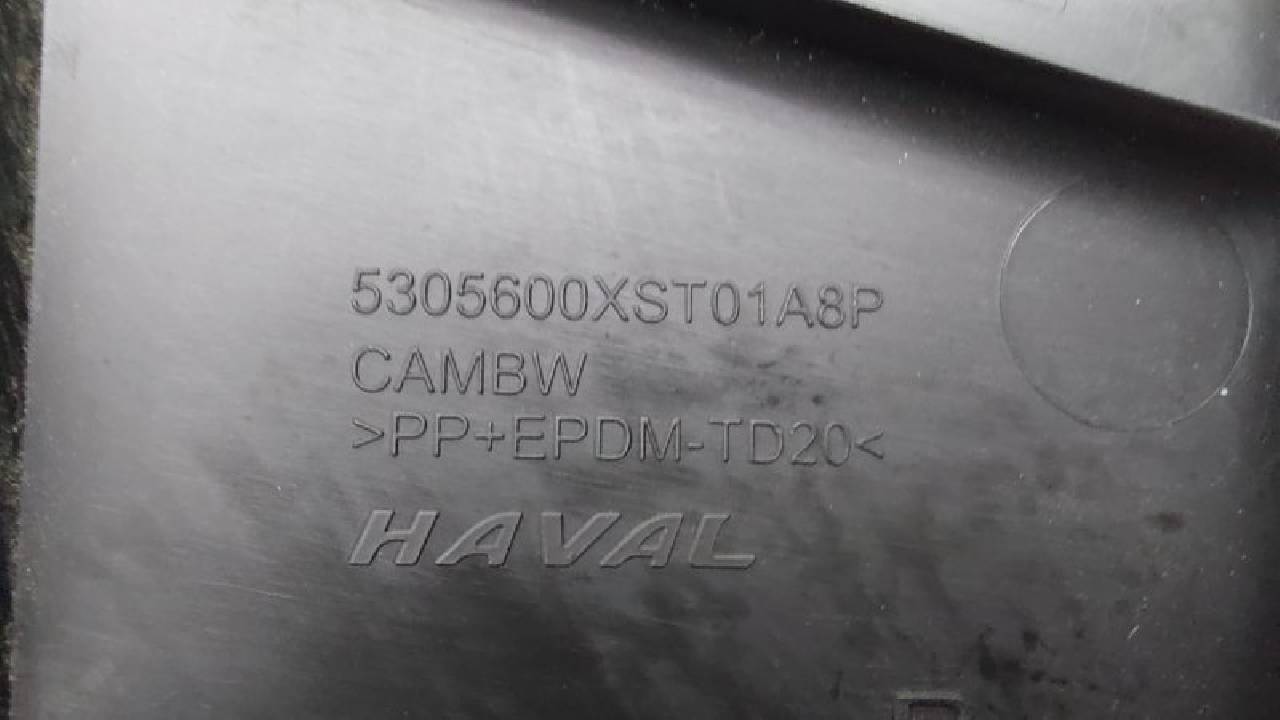 5305600XST01A8P
CAMBW
>PP+EPDM-TD20<
HAVAL